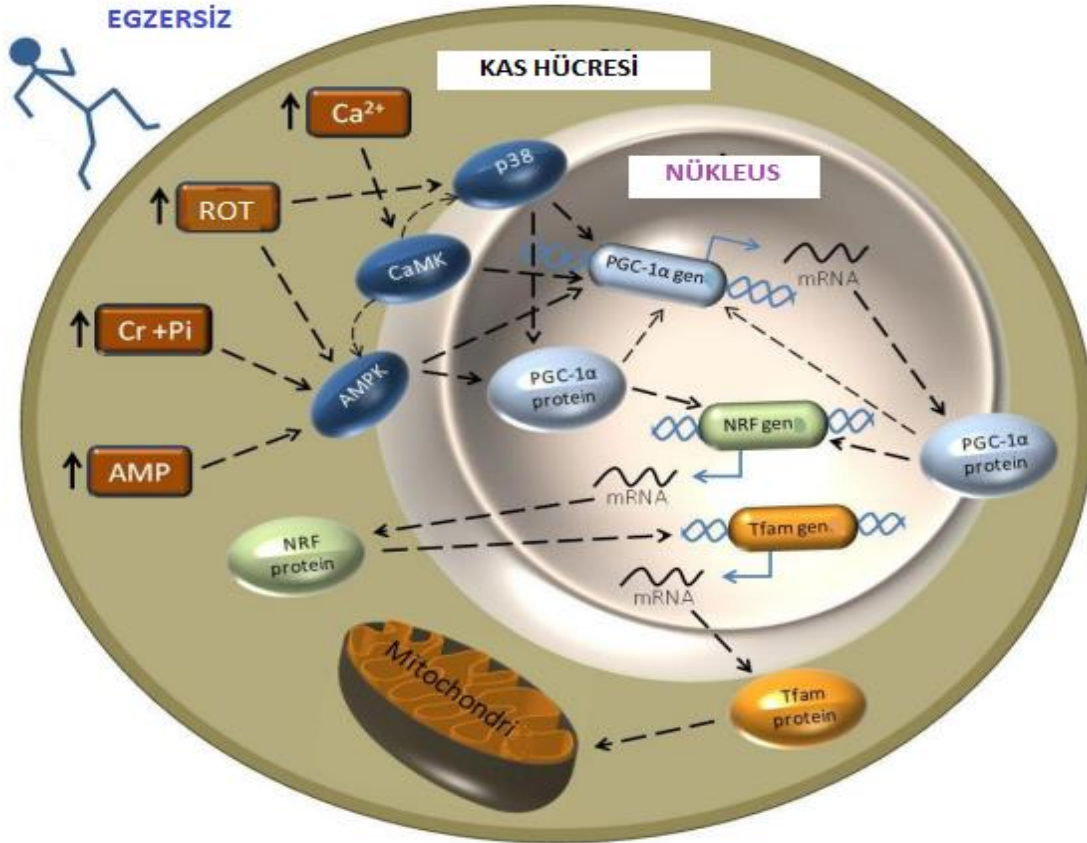 EGZERSİZ
KAS HÜCRESİ
Ca²⁺
p38
NÜKLEUS
ROT
CaMK
PGC-1α gen
mRNA
Cr +Pi
AMPK
PGC-1α
protein
NRF gen
PGC-1α
protein
AMP
mRNA
Tfam gen.
NRF
protein
mRNA
Mitochondri
Tfam
protein